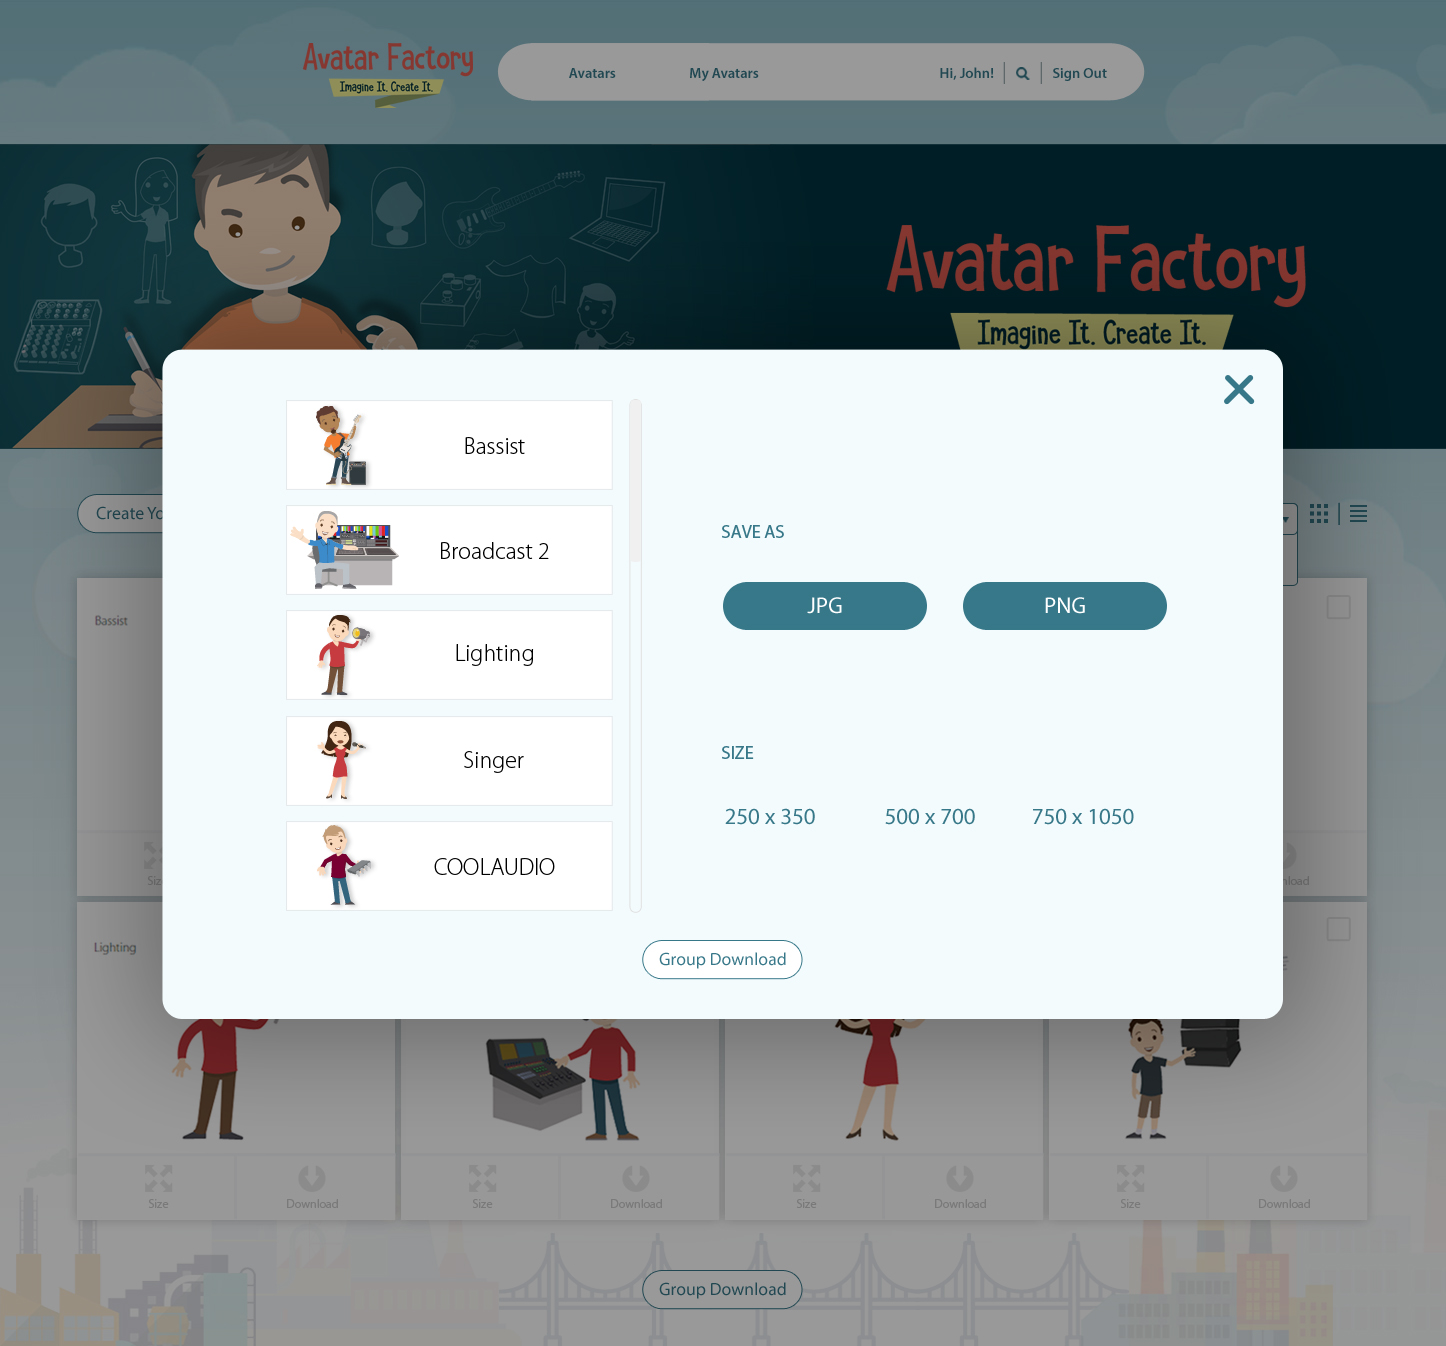 Avatar Factory
Imagine It. Create It.
Avatars
My Avatars
Hi, John!
Sign Out
Avatar Factory
Imagine It. Create It.
Create Yo
Bassist
Bassist
Broadcast 2
Lighting
Singer
COOLAUDIO
SAVE AS
JPG
PNG
SIZE
250 x 350
500 x 700
750 x 1050
Group Download
Lighting
Size
Download
Size
Download
Size
Download
Size
Download
Group Download